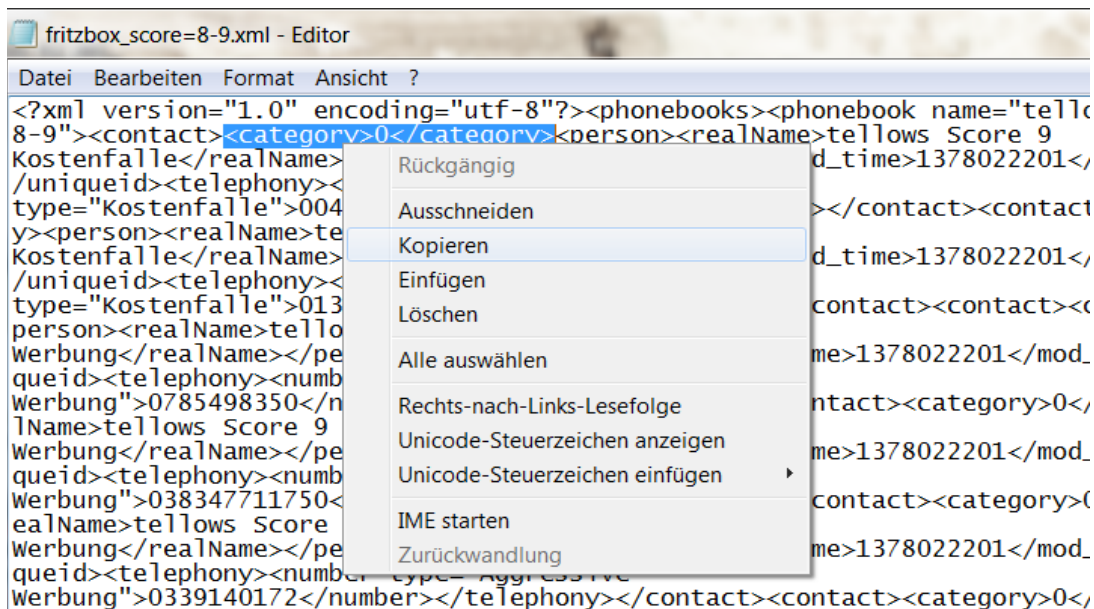 fritzbox_score=8-9.xml - Editor
Datei Bearbeiten Format Ansicht ?
<?xml version="1.0" encoding="utf-8"?><phonebooks><phonebook name="tello
8-9"><contact><category>0</category><person><realName>tellows Score 9
Kostenfalle</realName> d_time>1378022201</
/uniqueid><telephony><
type="Kostenfalle">004 ></contact><contact
y><person><realName>te
Kostenfalle</realName> d_time>1378022201</
/uniqueid><telephony><
type="Kostenfalle">013 contact><contact><c
person><realName>tello
Werbung</realName></pe me>1378022201</mod_
queid><telephony><numb
Werbung">0785498350</n ntact><category>0</
lName>tellows Score 9
Werbung</realName></pe me>1378022201</mod_
queid><telephony><numb
Werbung">038347711750< contact><category>0
ealName>tellows Score
Werbung</realName></pe me>1378022201</mod_
queid><telephony><number type="Aggressive
Werbung">0339140172</number></telephony></contact><contact><category>0</
Rückgängig
Ausschneiden
Kopieren
Einfügen
Löschen
Alle auswählen
Rechts-nach-Links-Lesefolge
Unicode-Steuerzeichen anzeigen
Unicode-Steuerzeichen einfügen
IME starten
Zurückwandlung